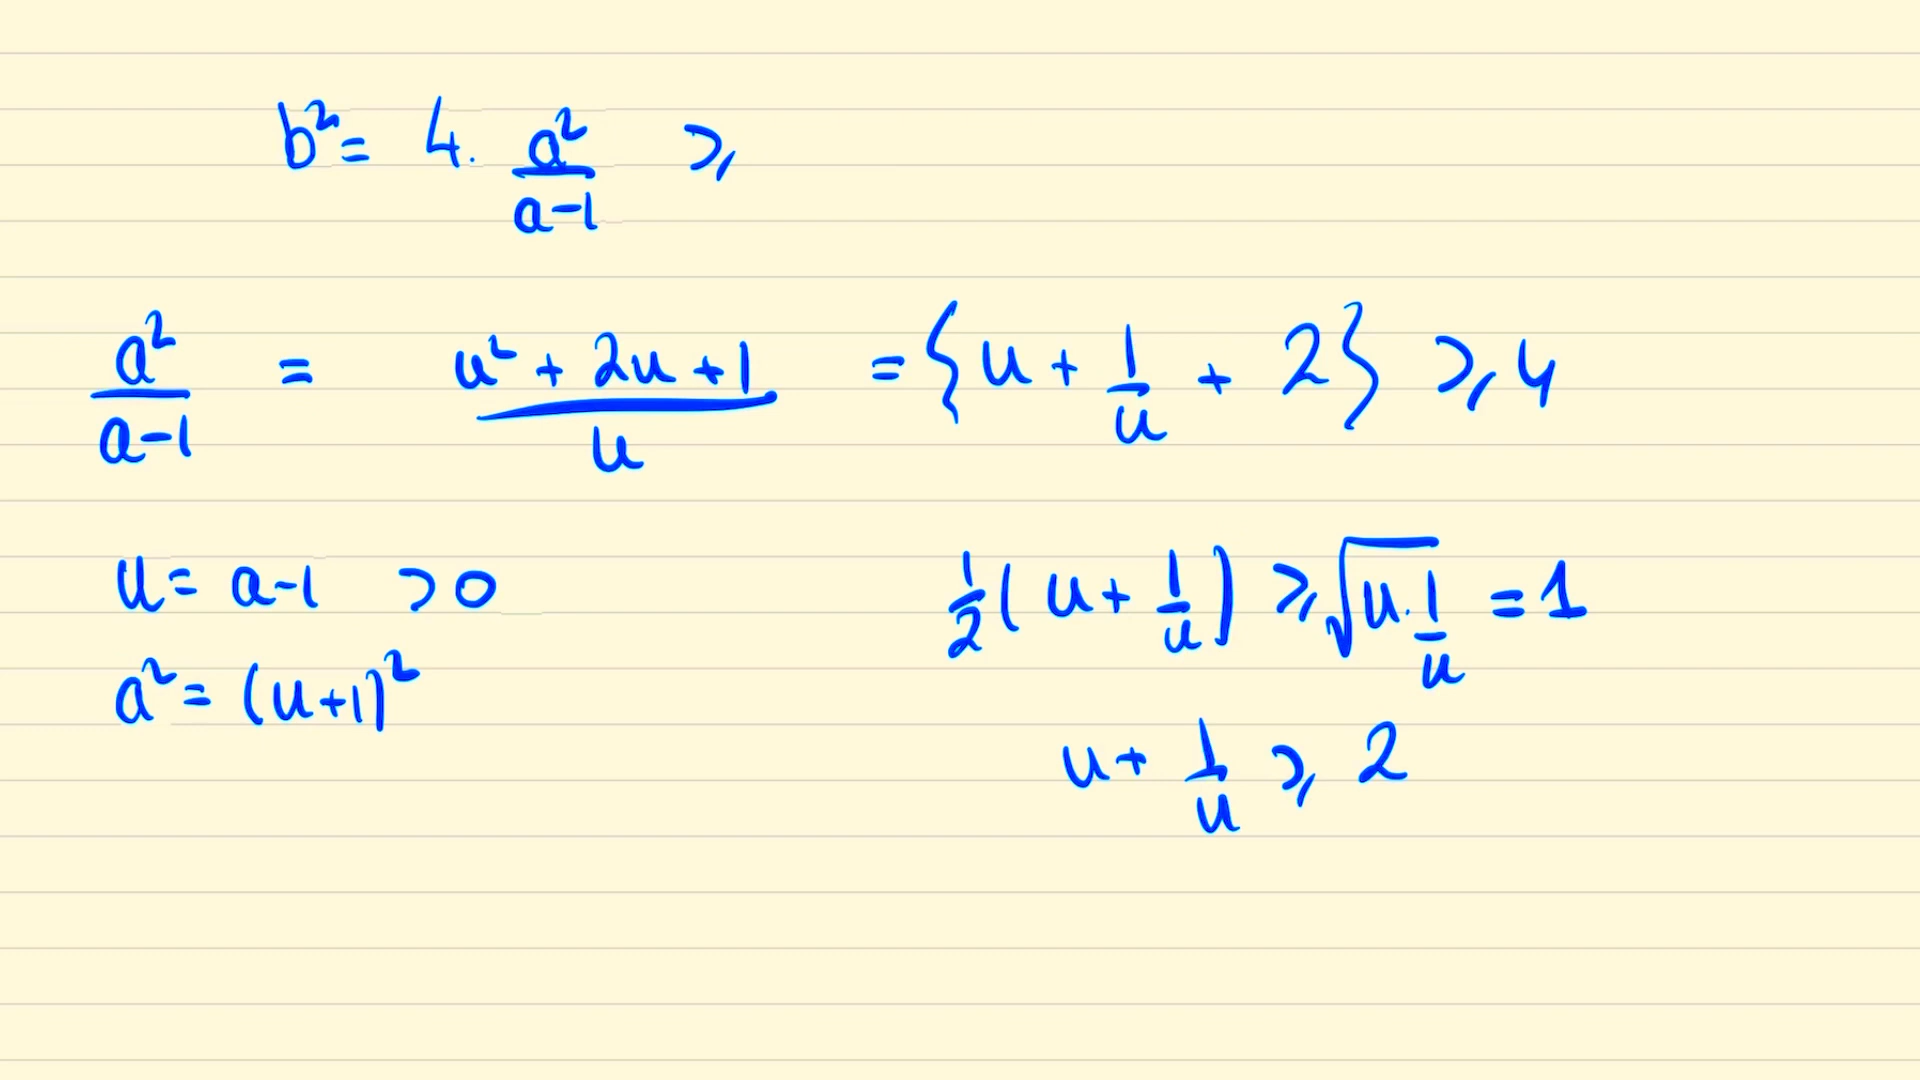 b² = 4 · a²/(a-1) ⩾
a²/(a-1) = (u² + 2u + 1)/u = {u + 1/u + 2} ⩾ 4
u = a-1 > 0
a² = (u+1)²
1/2 (u + 1/u) ⩾ √(u · 1/u) = 1
u + 1/u ⩾ 2